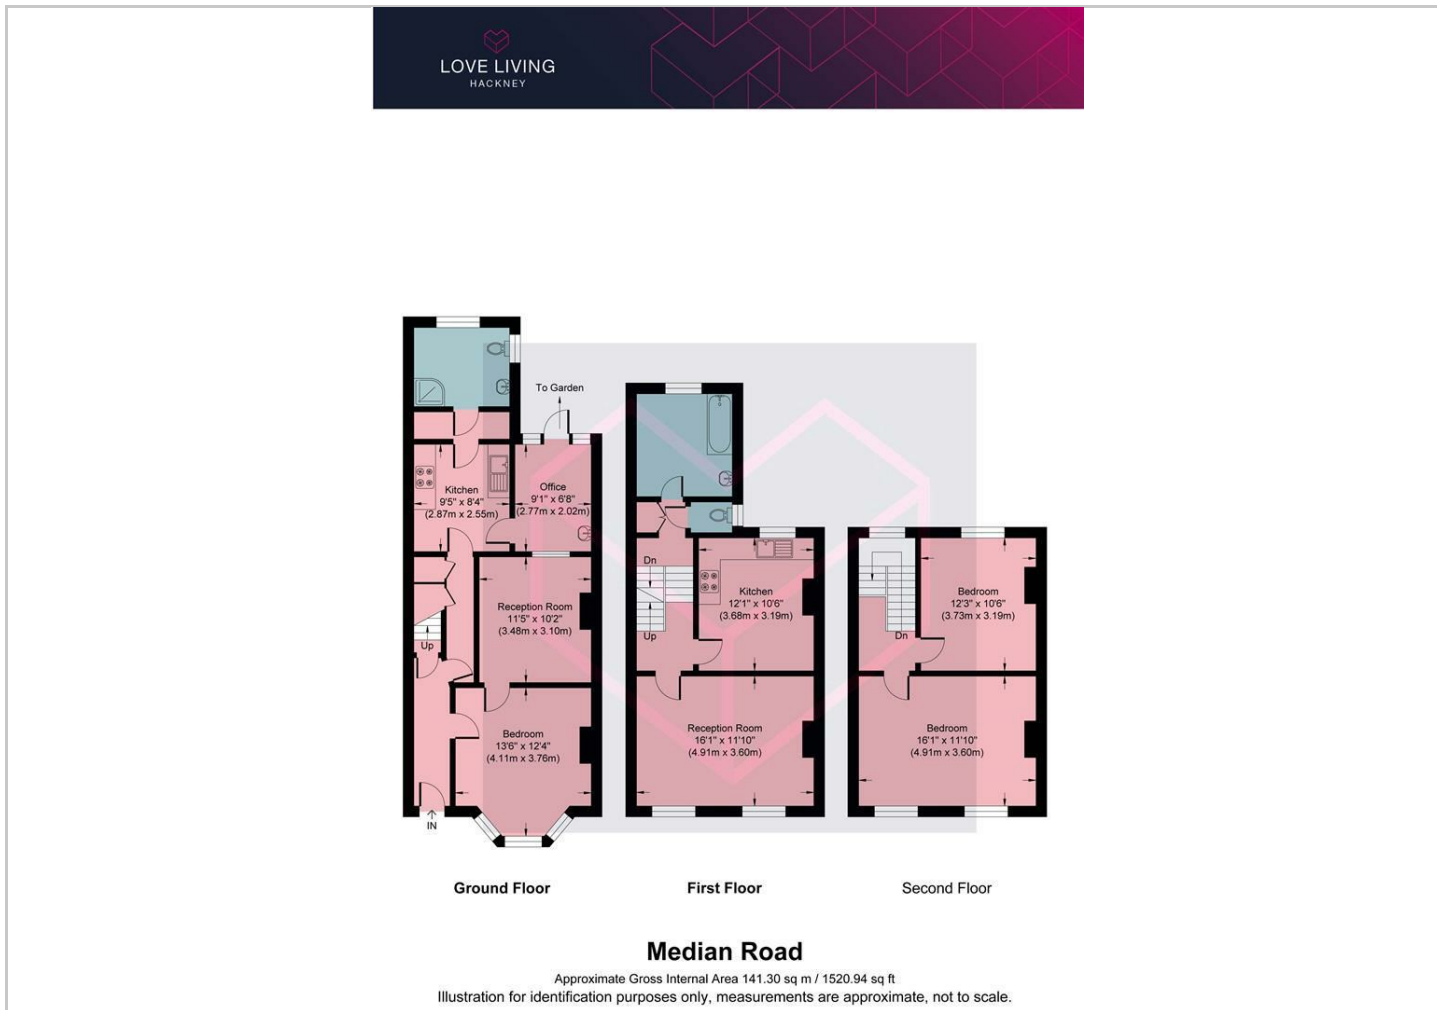 LOVE LIVING
HACKNEY
To Garden
Kitchen
9'5" x 8'4"
(2.87m x 2.55m)
Office
9'1" x 6'8"
(2.77m x 2.02m)
Reception Room
11'5" x 10'2"
(3.48m x 3.10m)
Up
Bedroom
13'6" x 12'4"
(4.11m x 3.76m)
IN
Ground Floor
Dn
Kitchen
12'1" x 10'6"
(3.68m x 3.19m)
Up
Reception Room
16'1" x 11'10"
(4.91m x 3.60m)
First Floor
Bedroom
12'3" x 10'6"
(3.73m x 3.19m)
Dn
Bedroom
16'1" x 11'10"
(4.91m x 3.60m)
Second Floor
Median Road
Approximate Gross Internal Area 141.30 sq m / 1520.94 sq ft
Illustration for identification purposes only, measurements are approximate, not to scale.